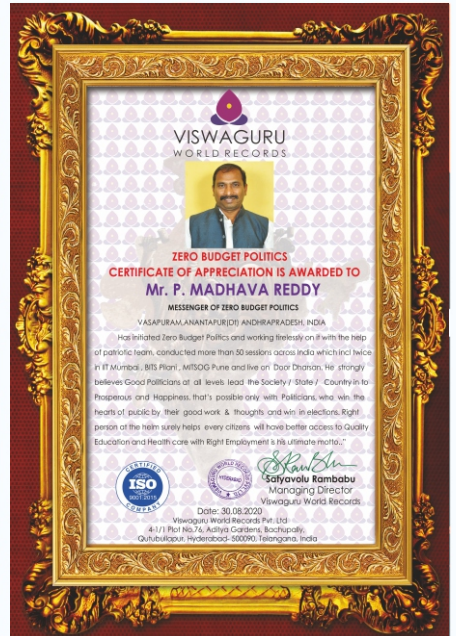 VISWAGURU
WORLD RECORDS
ZERO BUDGET POLITICS
CERTIFICATE OF APPRECIATION IS AWARDED TO
Mr. P. MADHAVA REDDY
MESSENGER OF ZERO BUDGET POLITICS
VASAPURAM,ANANTAPUR(Dt) ANDHRAPRADESH, INDIA
Has initiated Zero Budget Politics and working tirelessly on it with the help
of patriotic team, conducted more than 50 sessions across India which incl twice
in IIT Mumbai , BITS Pilani , MITSOG Pune and live on Door Dharsan. He strongly
believes Good Politicians at all levels lead the Society / State / Country in to
Prosperous and Happiness, that's possible only with Politicians, who win the
hearts of public by their good work & thoughts and win in elections. Right
person at the helm surely helps every citizens will have better access to Quality
Education and Health care with Right Employment is his ultimate motto.."
CERTIFIED
ISO
9001:2015
COMPANY
VISWAGURU WORLD RECORDS
Satyavolu Rambabu
Managing Director
Viswaguru World Records
Date: 30.08.2020
Viswaguru World Records Pvt. Ltd
4-1/1 Plot No.76, Aditya Gardens, Bachupally,
Qutubullapur, Hyderabad- 500090, Telangana, India